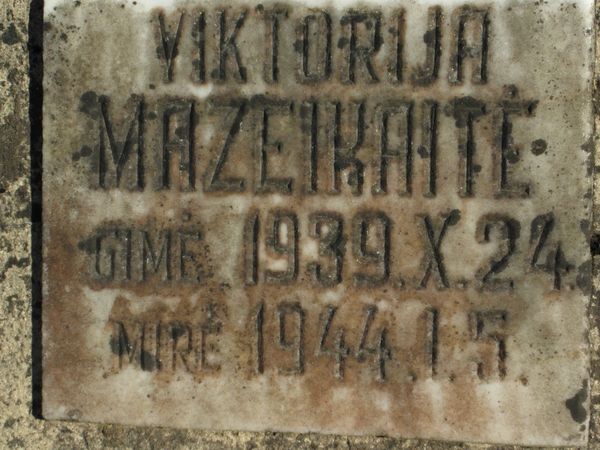 VIKTORIJA
MAZEIKAITĖ
GIMĖ 1939.X.24.
MIRĖ 1944.I.5.